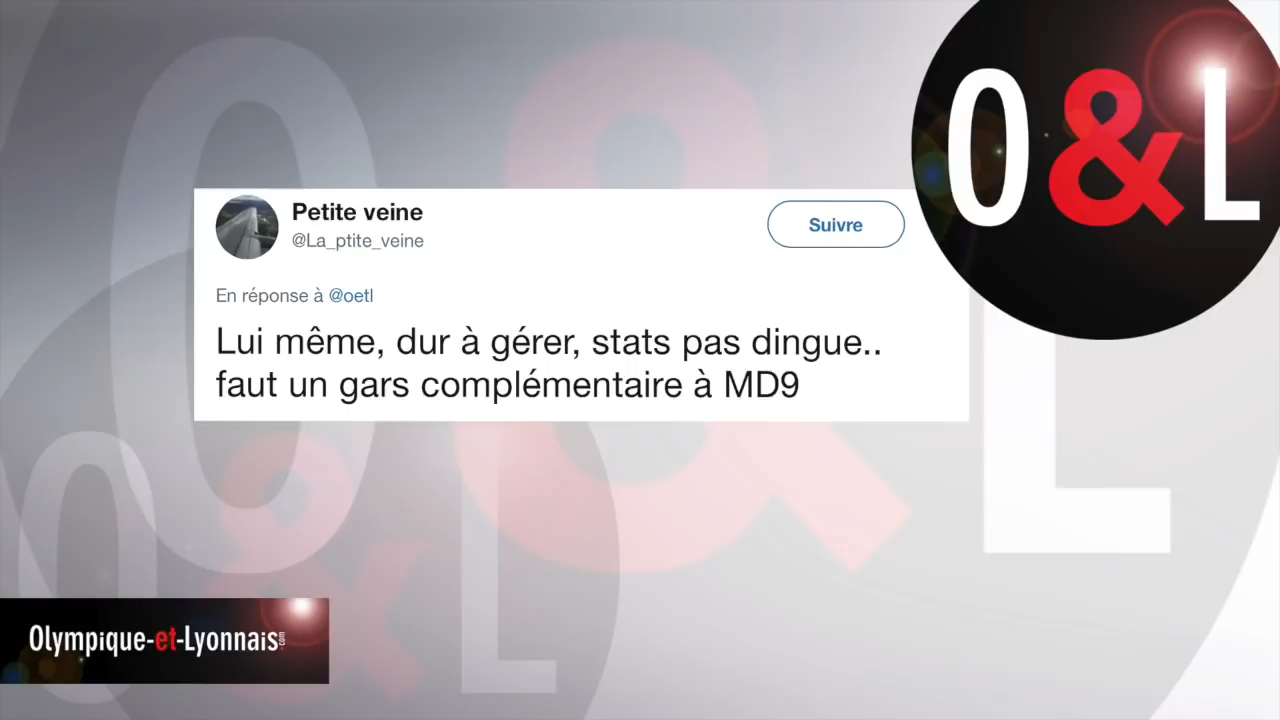 O&L
Petite veine
@La_ptite_veine
Suivre
En réponse à @oetl
Lui même, dur à gérer, stats pas dingue..
faut un gars complémentaire à MD9
O&L
O&L
Olympique-et-Lyonnais.com